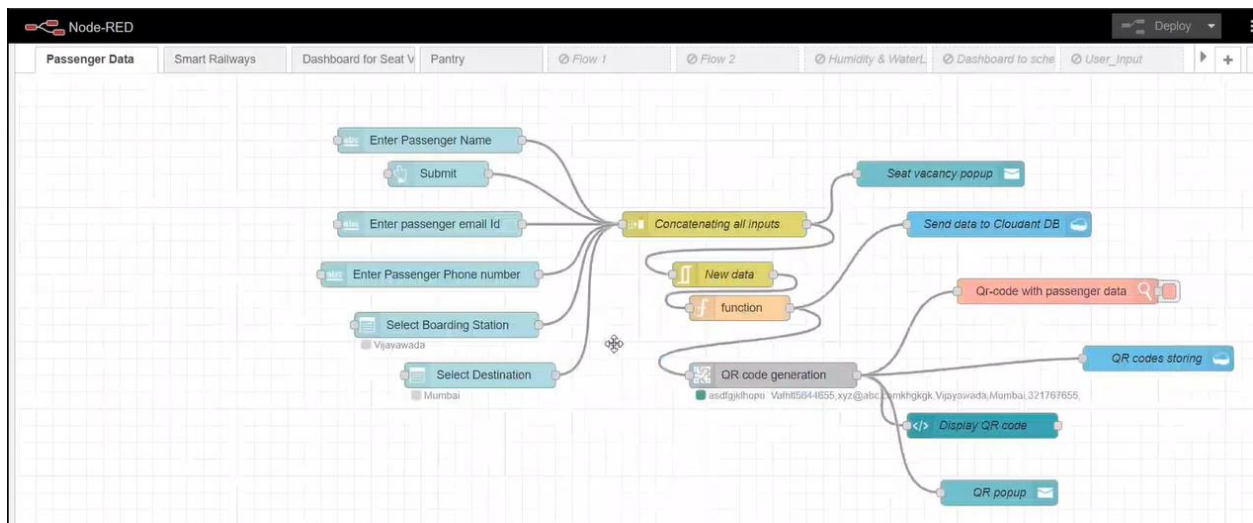 Node-RED
Deploy
Passenger Data
Smart Railways
Dashboard for Seat V
Pantry
Flow 1
Flow 2
Humidity & WaterL
Dashboard to sche
User_Input
Enter Passenger Name
Submit
Enter passenger email Id
Enter Passenger Phone number
Select Boarding Station
Vijayawada
Select Destination
Mumbai
Concatenating all inputs
New data
function
QR code generation
Vijayawada,Mumbai,321767655,
Seat vacancy popup
Send data to Cloudant DB
Qr-code with passenger data
QR codes storing
</> Display QR code
QR popup